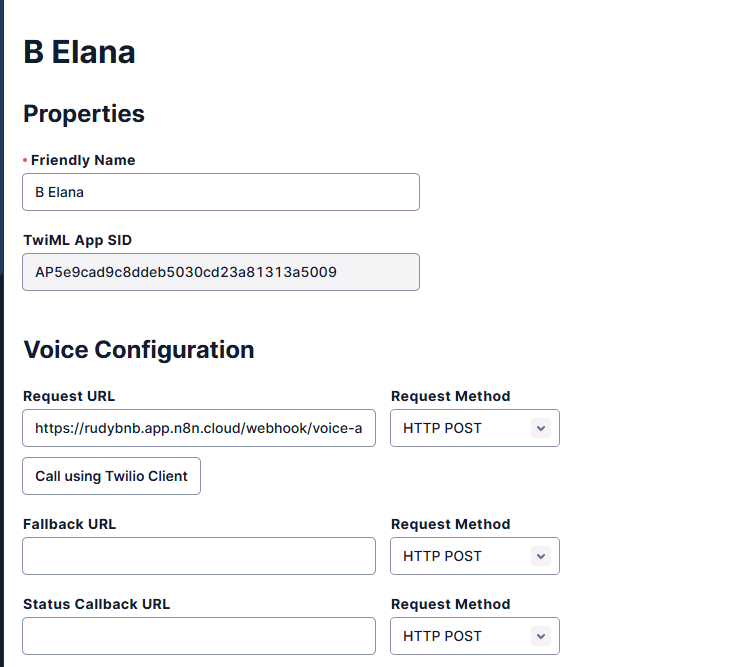 B Elana
Properties
• Friendly Name
B Elana
TwiML App SID
AP5e9cad9c8ddeb5030cd23a81313a5009
Voice Configuration
Request URL
Request Method
https://rudybnb.app.n8n.cloud/webhook/voice-a
HTTP POST
Call using Twilio Client
Fallback URL
Request Method
HTTP POST
Status Callback URL
Request Method
HTTP POST